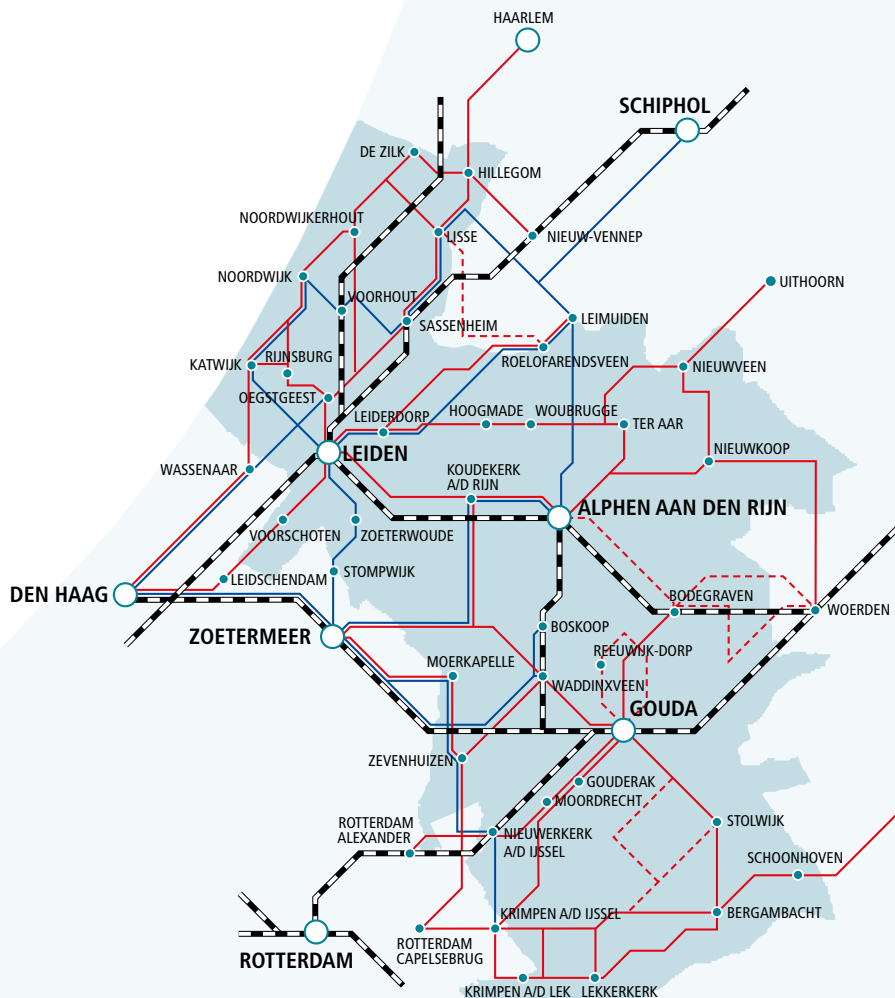 HAARLEM
SCHIPHOL
DE ZILK
HILLEGOM
NOORDWIJKERHOUT
LISSE
NIEUW-VENNEP
NOORDWIJK
UITHOORN
VOORHOUT
LEIMUIDEN
SASSENHEIM
RIJNSBURG
KATWIJK
ROELOFARENDSVEEN
NIEUWVEEN
OEGSTGEEST
LEIDERDORP
HOOGMADE
WOUBRUGGE
TER AAR
LEIDEN
NIEUWKOOP
WASSENAAR
KOUDEKERK
A/D RIJN
ALPHEN AAN DEN RIJN
VOORSCHOTEN
ZOETERWOUDE
LEIDSCHENDAM
STOMPWIJK
DEN HAAG
BODEGRAVEN
WOERDEN
ZOETERMEER
BOSKOOP
REEUWIJK-DORP
MOERKAPELLE
WADDINXVEEN
GOUDA
ZEVENHUIZEN
GOUDERAK
MOORDRECHT
STOLWIJK
ROTTERDAM
ALEXANDER
NIEUWERKERK
A/D IJSSEL
SCHOONHOVEN
KRIMPEN A/D IJSSEL
BERGAMBACHT
ROTTERDAM
CAPELSEBRUG
ROTTERDAM
KRIMPEN A/D LEK
LEKKERKERK